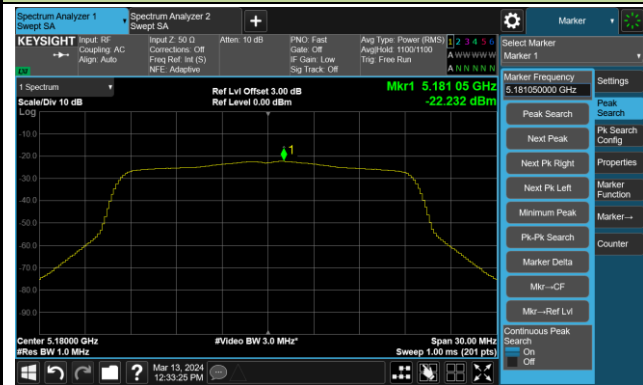 Spectrum Analyzer 1
Swept SA
Spectrum Analyzer 2
Swept SA
+
Marker
KEYSIGHT
Input: RF
Coupling: AC
Align: Auto
Input Z: 50 Ω
Corrections: Off
Freq Ref: Int (S)
NFE: Adaptive
Atten: 10 dB
PNO: Fast
Gate: Off
IF Gain: Low
Sig Track: Off
Avg Type: Power (RMS)
Avg|Hold: 1100/1100
Trig: Free Run
1 2 3 4 5 6
A W W W W W
A N N N N N
LVI
Select Marker
Marker 1
1 Spectrum
Scale/Div 10 dB
Log
Ref Lvl Offset 3.00 dB
Ref Level 0.00 dBm
Mkr1 5.181 05 GHz
-22.232 dBm
1
-10.0
-20.0
-30.0
-40.0
-50.0
-60.0
-70.0
-80.0
-90.0
Center 5.18000 GHz
#Res BW 1.0 MHz
#Video BW 3.0 MHz*
Span 30.00 MHz
Sweep 1.00 ms (201 pts)
Marker Frequency
5.181050000 GHz
Peak Search
Next Peak
Next Pk Right
Next Pk Left
Minimum Peak
Pk-Pk Search
Marker Delta
Mkr→CF
Mkr→Ref Lvl
Continuous Peak
Search
On
Off
Settings
Peak
Search
Pk Search
Config
Properties
Marker
Function
Marker→
Counter
?
Mar 13, 2024
12:33:25 PM